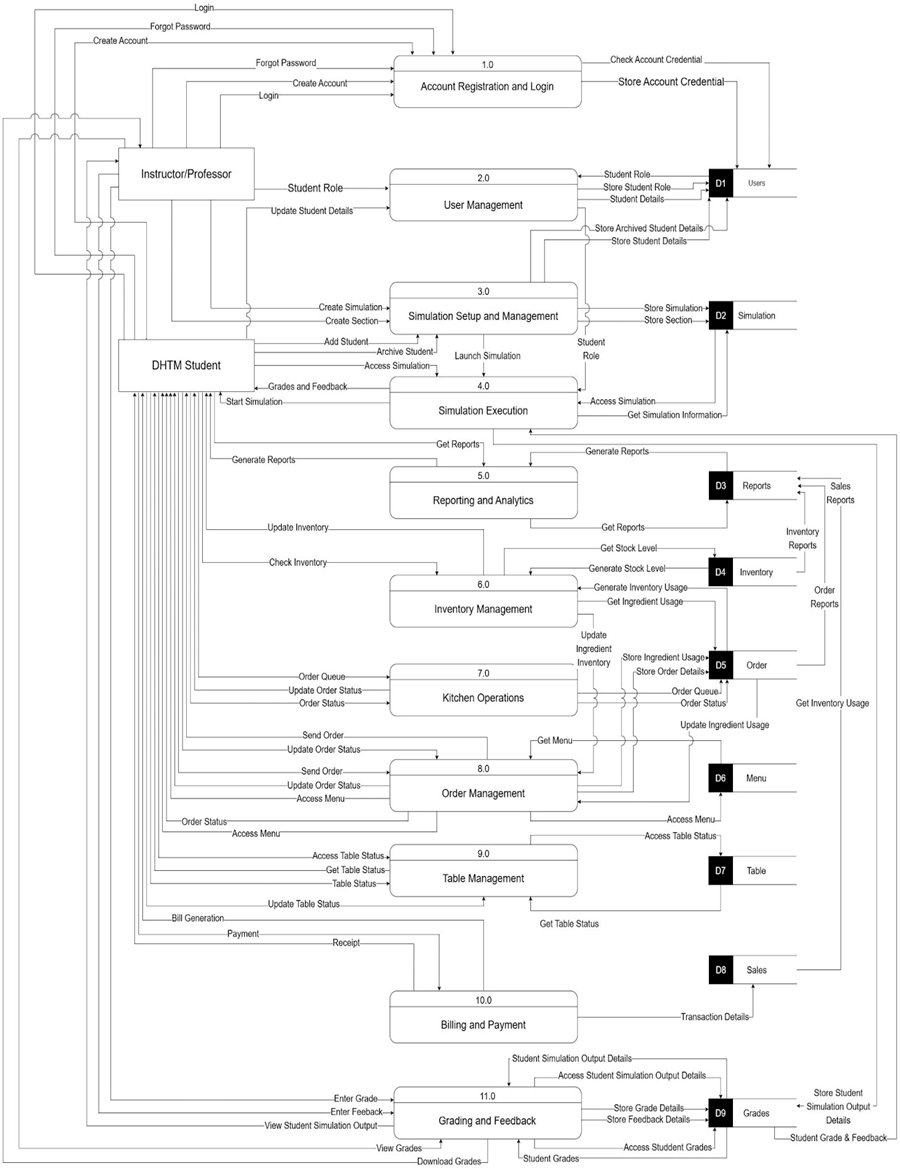 Login
Forgot Password
Create Account
Forgot Password
Create Account
Login
1.0
Account Registration and Login
Check Account Credential
Store Account Credential
Instructor/Professor
Student Role
Update Student Details
2.0
User Management
Student Role
Store Student Role
Student Details
D1
Users
Store Archived Student Details
Store Student Details
Create Simulation
Create Section
3.0
Simulation Setup and Management
Store Simulation
Store Section
D2
Simulation
DHTM Student
Add Student
Archive Student
Access Simulation
Launch Simulation
Student
Role
Grades and Feedback
Start Simulation
4.0
Simulation Execution
Access Simulation
Get Simulation Information
Get Reports
Generate Reports
5.0
Reporting and Analytics
Generate Reports
Get Reports
D3
Reports
Sales
Reports
Inventory
Reports
Update Inventory
Check Inventory
6.0
Inventory Management
Get Stock Level
Generate Stock Level
D4
Inventory
Generate Inventory Usage
Get Ingredient Usage
Order
Reports
Update
Ingredient
Inventory
Order Queue
Update Order Status
Order Status
7.0
Kitchen Operations
Store Ingredient Usage
Store Order Details
D5
Order
Order Queue
Order Status
Get Inventory Usage
Update Ingredient Usage
Send Order
Update Order Status
Send Order
Update Order Status
Access Menu
Order Status
Access Menu
8.0
Order Management
Get Menu
D6
Menu
Access Menu
Access Table Status
Access Table Status
Get Table Status
Table Status
Update Table Status
9.0
Table Management
D7
Table
Get Table Status
Bill Generation
Payment
Receipt
D8
Sales
10.0
Billing and Payment
Transaction Details
Student Simulation Output Details
Access Student Simulation Output Details
Enter Grade
Enter Feeback
View Student Simulation Output
View Grades
Download Grades
11.0
Grading and Feedback
Store Grade Details
Store Feedback Details
Access Studdent Grades
Student Grades
D9
Grades
Store Student
Simulation Output
Details
Student Grade & Feedback